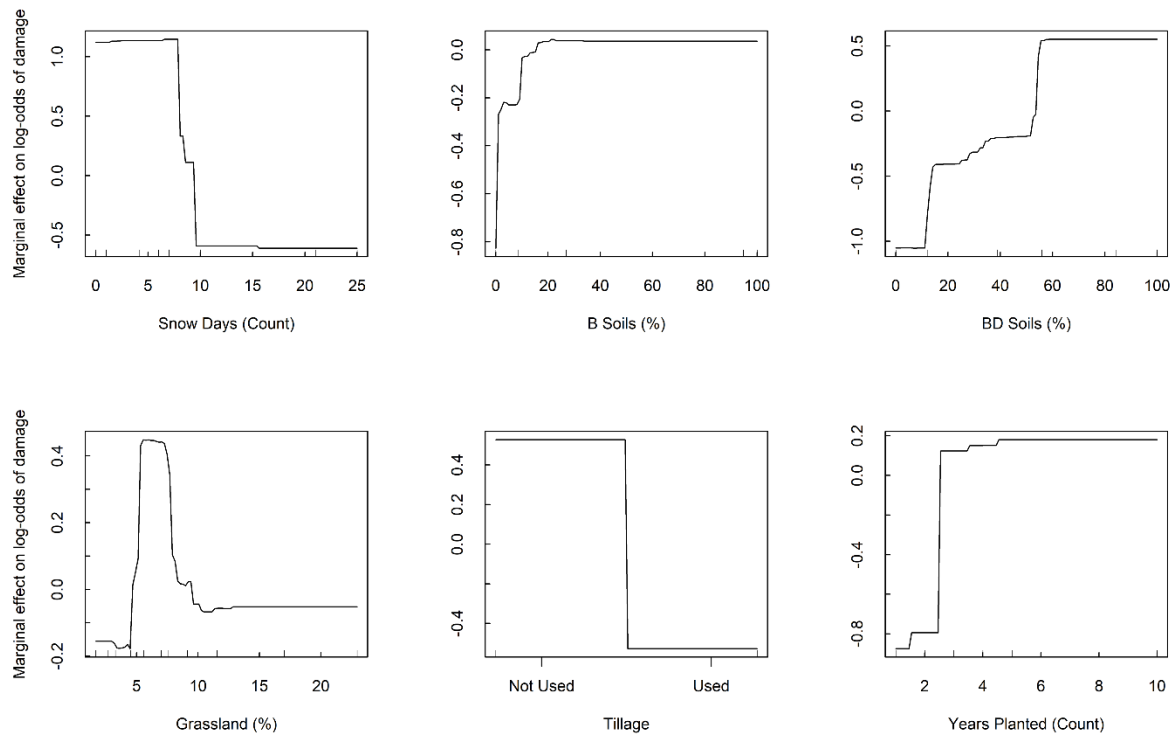 Marginal effect on log-odds of damage
1.0
0.5
0.0
-0.5
0 5 10 15 20 25
Snow Days (Count)
0.0
-0.2
-0.4
-0.6
-0.8
0 20 40 60 80 100
B Soils (%)
0.5
0.0
-0.5
-1.0
0 20 40 60 80 100
BD Soils (%)
Marginal effect on log-odds of damage
0.4
0.2
0.0
-0.2
5 10 15 20
Grassland (%)
0.4
0.2
0.0
-0.4
Not Used Used
Tillage
0.2
0.0
-0.4
-0.8
2 4 6 8 10
Years Planted (Count)